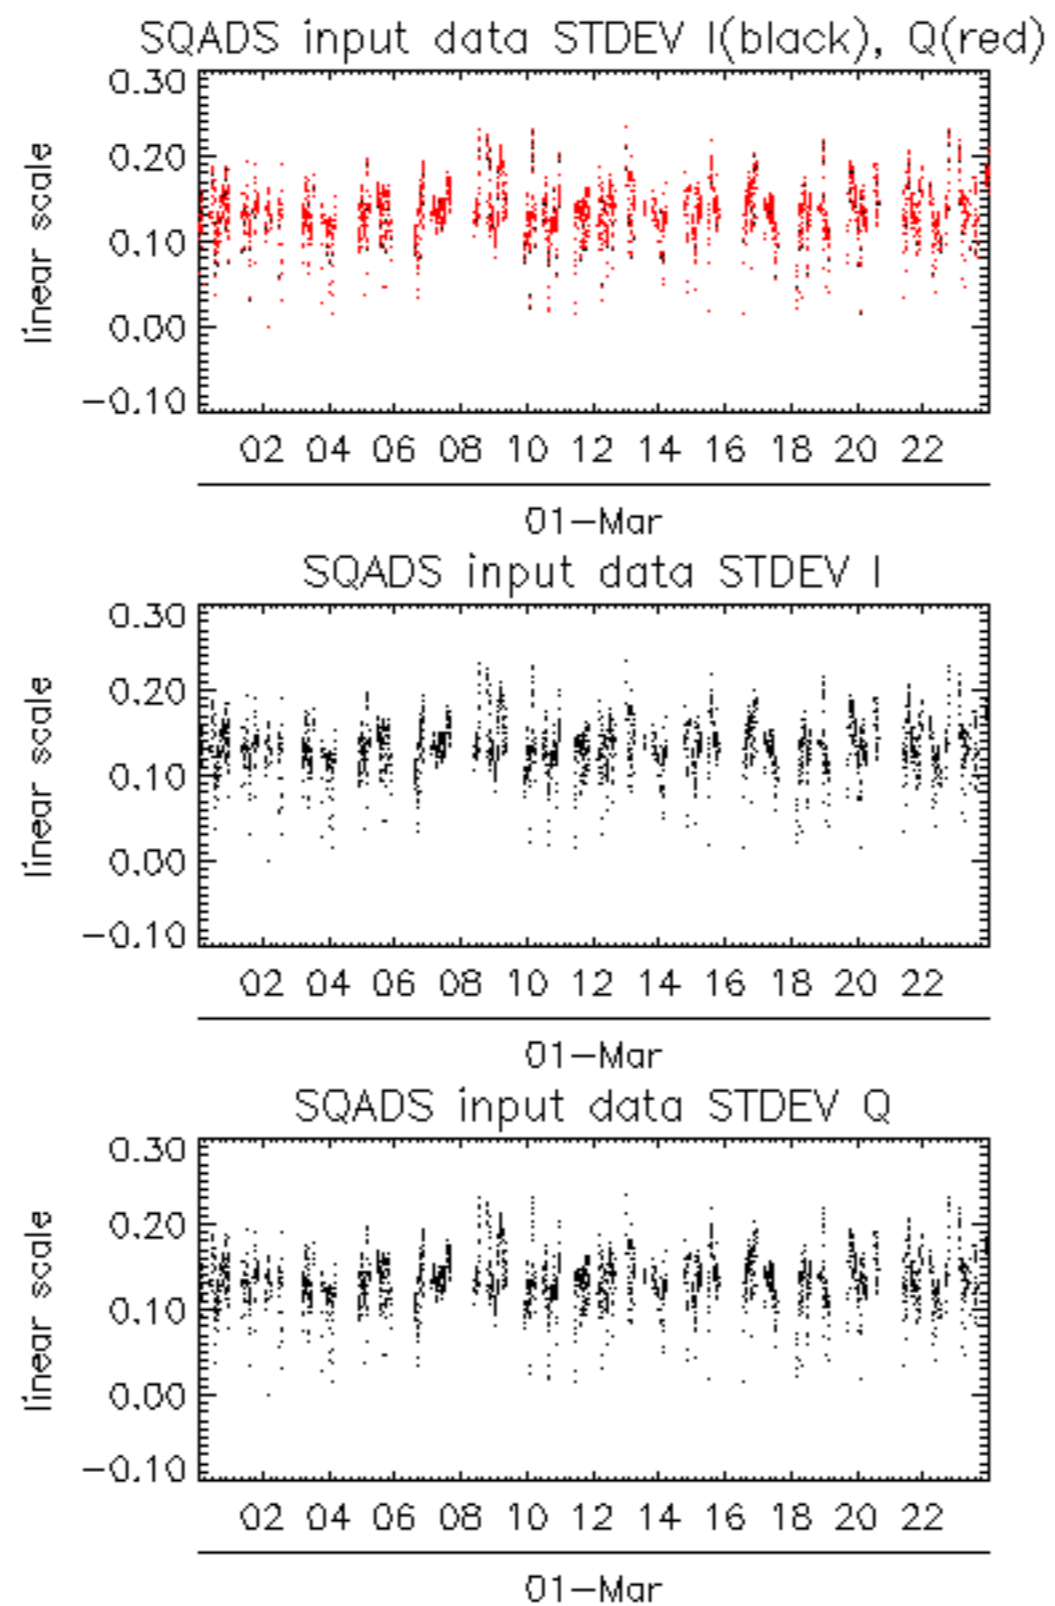 SQADS input data STDEV I(black), Q(red)
0.30
0.20
0.10
0.00
−0.10
linear scale
02 04 06 08 10 12 14 16 18 20 22
01−Mar
SQADS input data STDEV I
0.30
0.20
0.10
0.00
−0.10
linear scale
02 04 06 08 10 12 14 16 18 20 22
01−Mar
SQADS input data STDEV Q
0.30
0.20
0.10
0.00
−0.10
linear scale
02 04 06 08 10 12 14 16 18 20 22
01−Mar